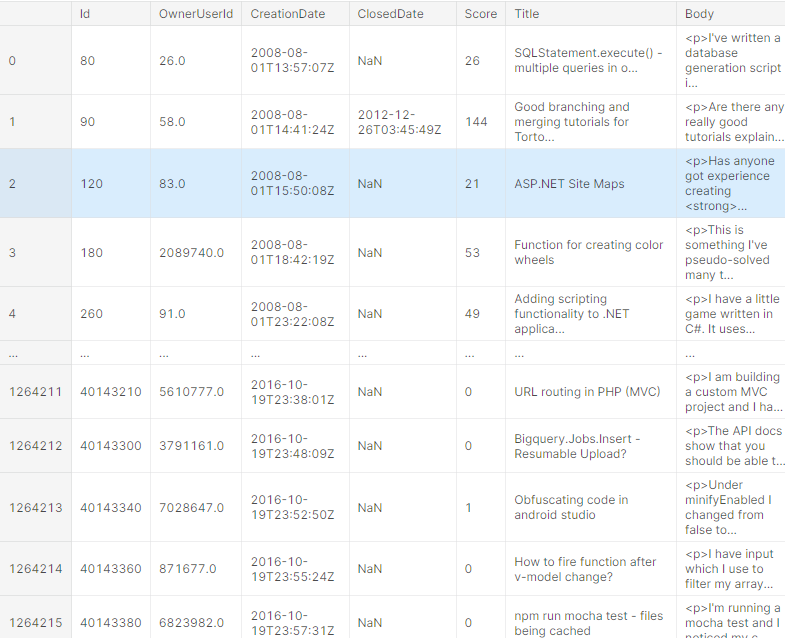 Id OwnerUserId CreationDate ClosedDate Score Title Body
0 80 26.0 2008-08-01T13:57:07Z NaN 26 SQLStatement.execute() - multiple queries in o... <p>I've written a database generation script i...
1 90 58.0 2008-08-01T14:41:24Z 2012-12-26T03:45:49Z 144 Good branching and merging tutorials for Torto... <p>Are there any really good tutorials explain...
2 120 83.0 2008-08-01T15:50:08Z NaN 21 ASP.NET Site Maps <p>Has anyone got experience creating <strong>...
3 180 2089740.0 2008-08-01T18:42:19Z NaN 53 Function for creating color wheels <p>This is something I've pseudo-solved many t...
4 260 91.0 2008-08-01T23:22:08Z NaN 49 Adding scripting functionality to .NET applica... <p>I have a little game written in C#. It uses...
... ... ... ... ... ... ... ...
1264211 40143210 5610777.0 2016-10-19T23:38:01Z NaN 0 URL routing in PHP (MVC) <p>I am building a custom MVC project and I ha...
1264212 40143300 3791161.0 2016-10-19T23:48:09Z NaN 0 Bigquery.Jobs.Insert - Resumable Upload? <p>The API docs show that you should be able t...
1264213 40143340 7028647.0 2016-10-19T23:52:50Z NaN 1 Obfuscating code in android studio <p>Under minifyEnabled I changed from false to...
1264214 40143360 871677.0 2016-10-19T23:55:24Z NaN 0 How to fire function after v-model change? <p>I have input which I use to filter my array...
1264215 40143380 6823982.0 2016-10-19T23:57:31Z NaN 0 npm run mocha test - files being cached <p>I'm running a mocha test and I